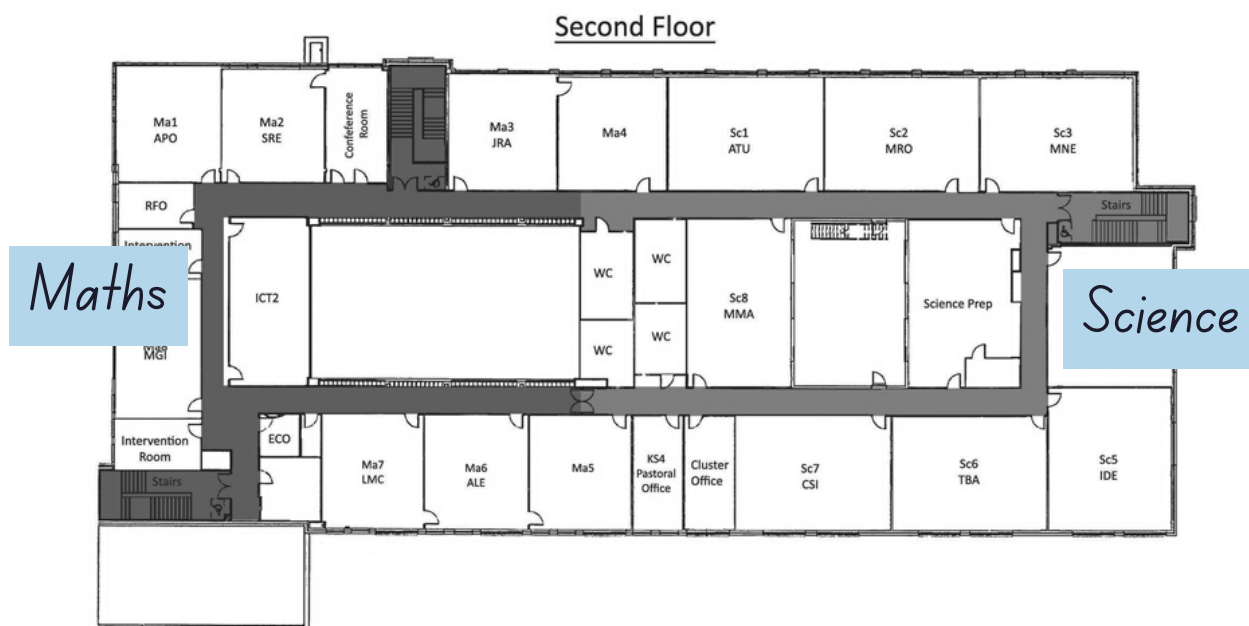 Second Floor
Ma1
APO
Ma2
SRE
Confeference
Room
Ma3
JRA
Ma4
Sc1
ATU
Sc2
MRO
Sc3
MNE
RFO
Stairs
Intervention
Maths
MGI
ICT2
WC
WC
WC
WC
Sc8
MMA
Science Prep
Science
Intervention
Room
Stairs
ECO
Ma7
LMC
Ma6
ALE
Ma5
KS4
Pastoral
Office
Cluster
Office
Sc7
CSI
Sc6
TBA
Sc5
IDE